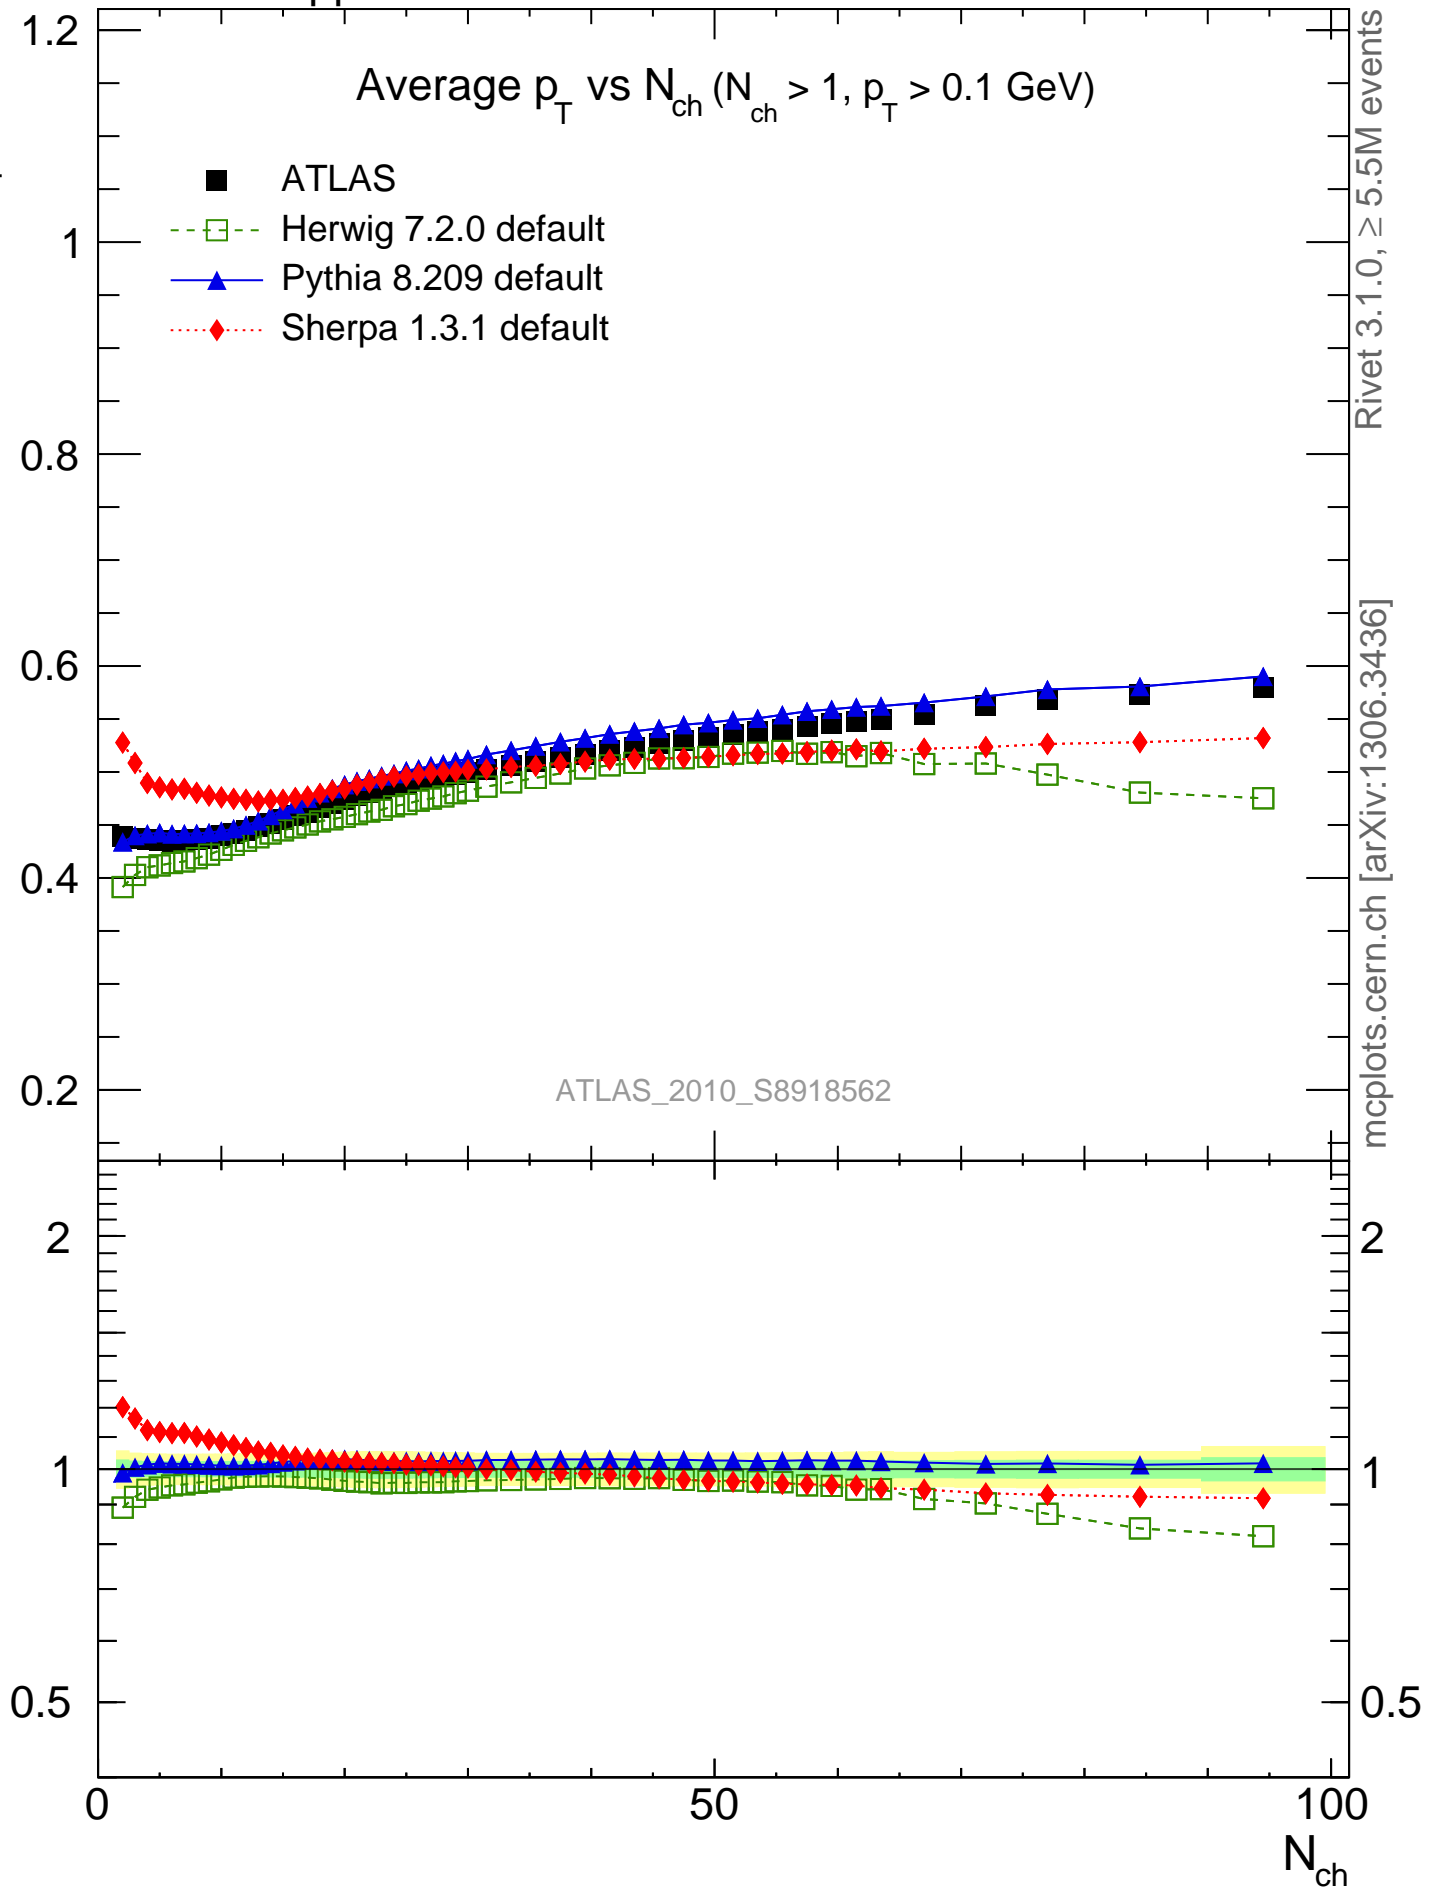 Average p_T vs N_ch (N_ch > 1, p_T > 0.1 GeV)
ATLAS
Herwig 7.2.0 default
Pythia 8.209 default
Sherpa 1.3.1 default
1.2
1
0.8
0.6
0.4
0.2
ATLAS_2010_S8918562
Rivet 3.1.0, ≥ 5.5M events
mcplots.cern.ch [arXiv:1306.3436]
2
1
0.5
2
1
0.5
0
50
100
N_ch